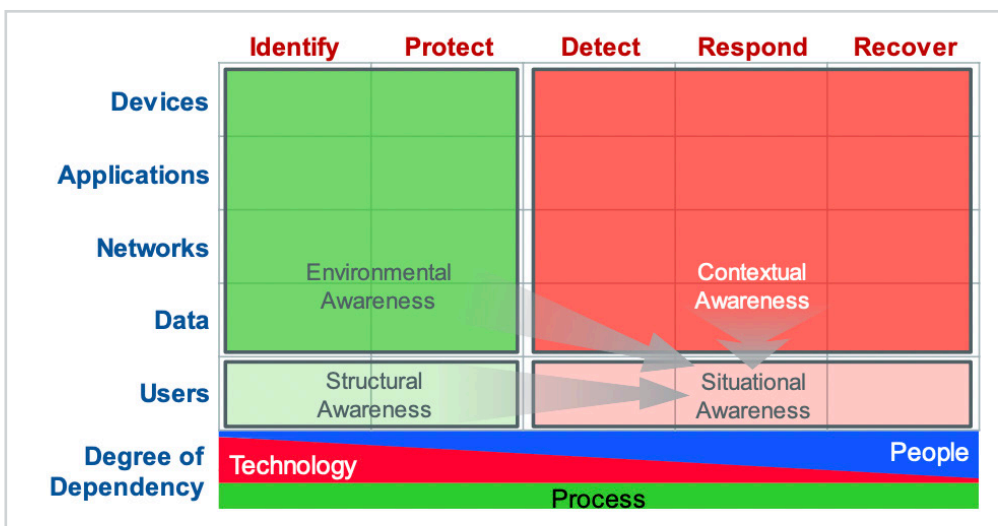 Identify Protect Detect Respond Recover
Devices
Applications
Networks
Environmental
Awareness
Contextual
Awareness
Data
Users
Structural
Awareness
Situational
Awareness
Degree of
Dependency
Technology
People
Process